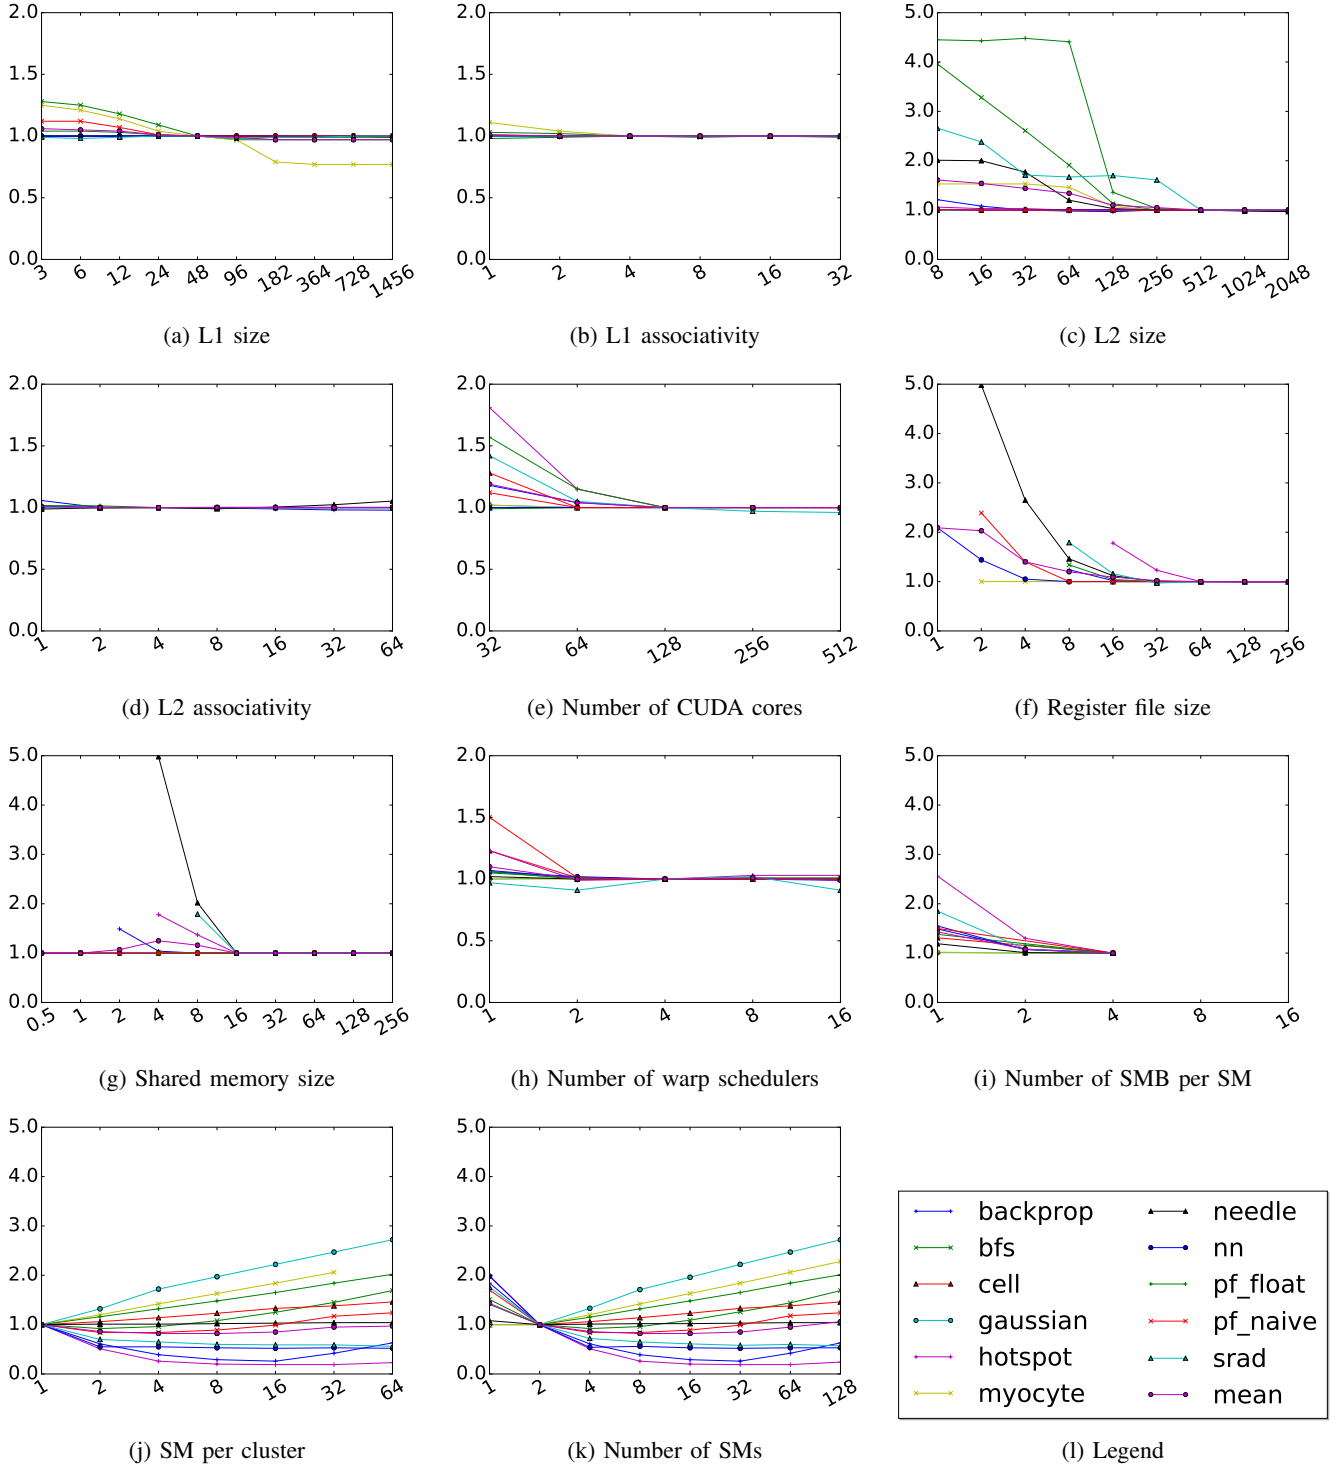 2.0
1.5
1.0
0.5
0.0
3 6 12 24 48 96 182 364 728 1456
(a) L1 size
2.0
1.5
1.0
0.5
0.0
1 2 4 8 16 32
(b) L1 associativity
5.0
4.0
3.0
2.0
1.0
0.0
8 16 32 64 128 256 512 1024 2048
(c) L2 size
2.0
1.5
1.0
0.5
0.0
1 2 4 8 16 32 64
(d) L2 associativity
2.0
1.5
1.0
0.5
0.0
32 64 128 256 512
(e) Number of CUDA cores
5.0
4.0
3.0
2.0
1.0
0.0
1 2 4 8 16 32 64 128 256
(f) Register file size
5.0
4.0
3.0
2.0
1.0
0.0
0.5 1 2 4 8 16 32 64 128 256
(g) Shared memory size
2.0
1.5
1.0
0.5
0.0
1 2 4 8 16
(h) Number of warp schedulers
5.0
4.0
3.0
2.0
1.0
0.0
1 2 4 8 16
(i) Number of SMB per SM
5.0
4.0
3.0
2.0
1.0
0.0
1 2 4 8 16 32 64
(j) SM per cluster
5.0
4.0
3.0
2.0
1.0
0.0
1 2 4 8 16 32 64 128
(k) Number of SMs
backprop needle
bfs nn
cell pf_float
gaussian pf_naive
hotspot srad
myocyte mean
(l) Legend